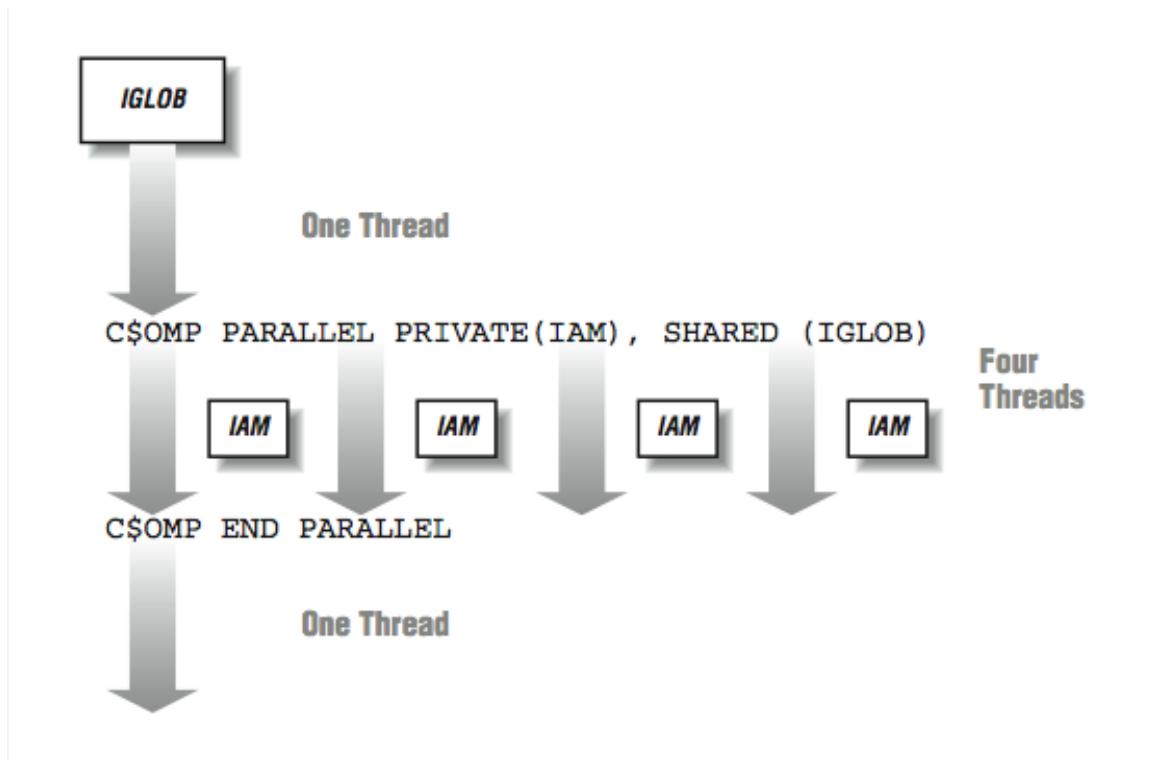 IGLOB
One Thread
C$OMP PARALLEL PRIVATE(IAM), SHARED (IGLOB)
Four
Threads
IAM IAM IAM IAM
C$OMP END PARALLEL
One Thread